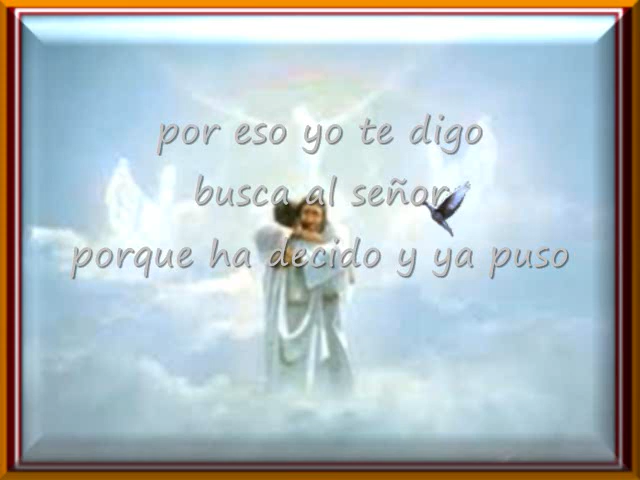 por eso yo te digo
busca al señor
porque ha decido y ya puso